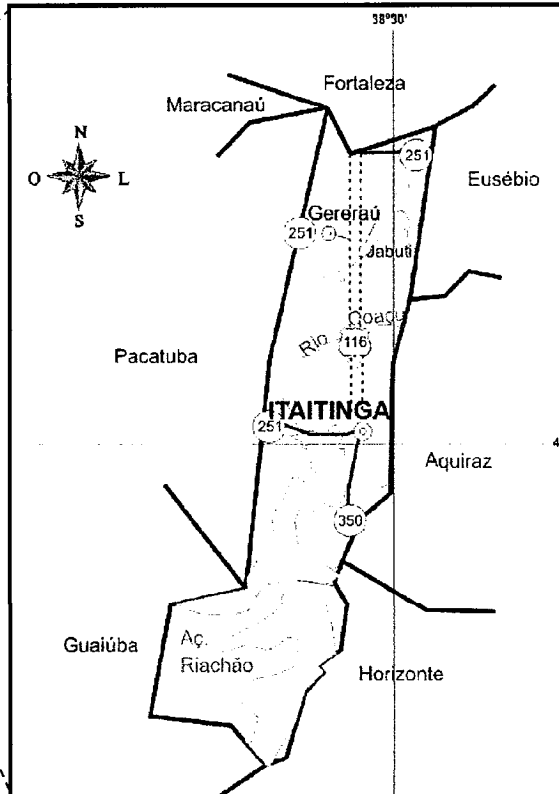 38°30'
Fortaleza
Maracanaú
N
O L
S
251
Eusébio
Gereraú
251
Jabuti
Coaçu
Rio
116
Pacatuba
ITAITINGA
251
4
Aquiraz
350
Guaiúba
Aç.
Riachão
Horizonte